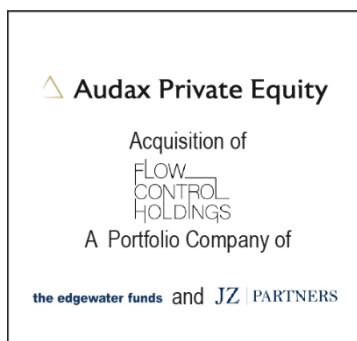 Audax Private Equity
Acquisition of
FLOW
CONTROL
HOLDINGS
A Portfolio Company of
the edgewater funds and JZ PARTNERS